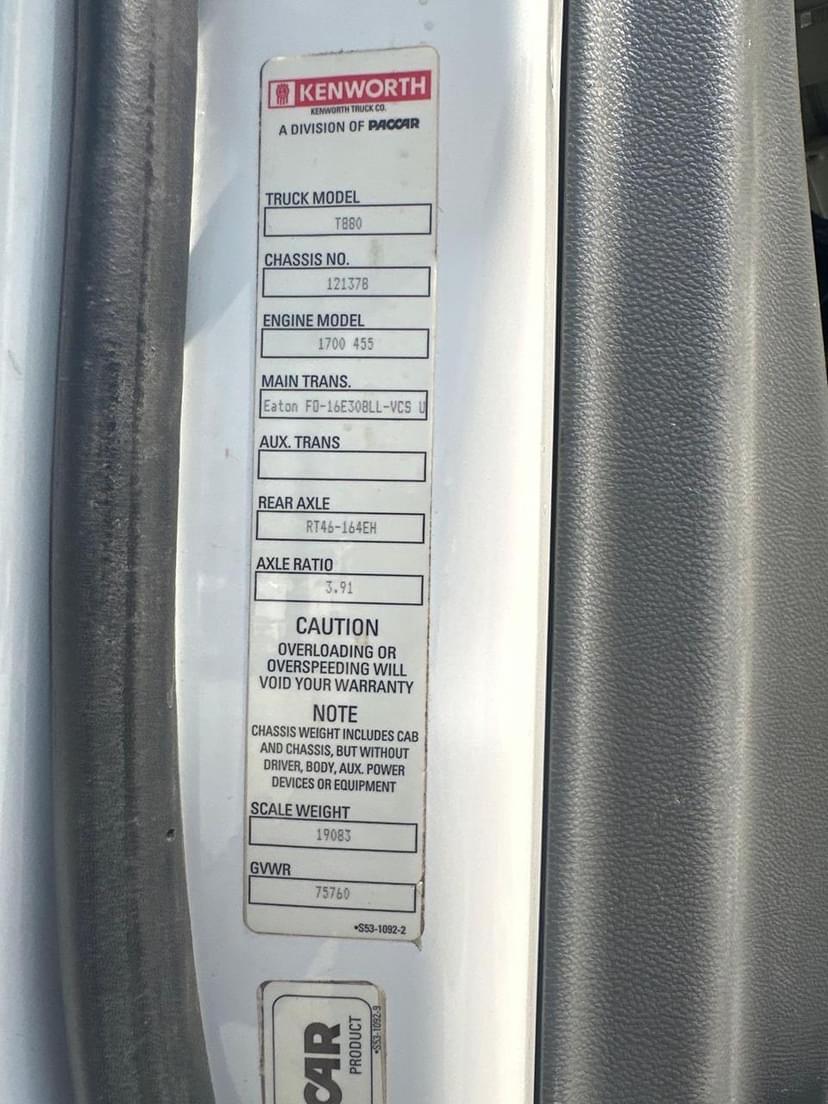 KENWORTH
KENWORTH TRUCK CO.
A DIVISION OF PACCAR
TRUCK MODEL
T880
CHASSIS NO.
121378
ENGINE MODEL
1700 455
MAIN TRANS.
Eaton FO-16E308LL-VCS U
AUX. TRANS
REAR AXLE
RT46-164EH
AXLE RATIO
3.91
CAUTION
OVERLOADING OR
OVERSPEEDING WILL
VOID YOUR WARRANTY
NOTE
CHASSIS WEIGHT INCLUDES CAB
AND CHASSIS, BUT WITHOUT
DRIVER, BODY, AUX. POWER
DEVICES OR EQUIPMENT
SCALE WEIGHT
19083
GVWR
75760
•S53-1092-2
CAR
PRODUCT
•S53-1092-9